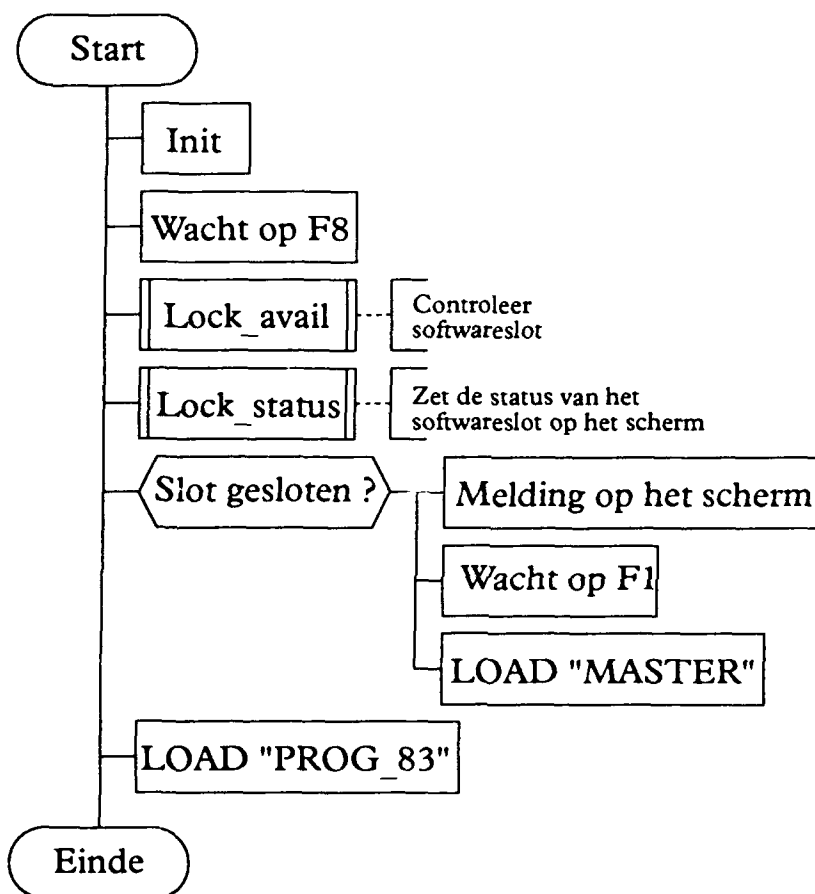 Start
Init
Wacht op F8
Lock_avail
Controleer
softwareslot
Lock_status
Zet de status van het
softwareslot op het scherm
Slot gesloten ?
Melding op het scherm
Wacht op F1
LOAD "MASTER"
LOAD "PROG_83"
Einde